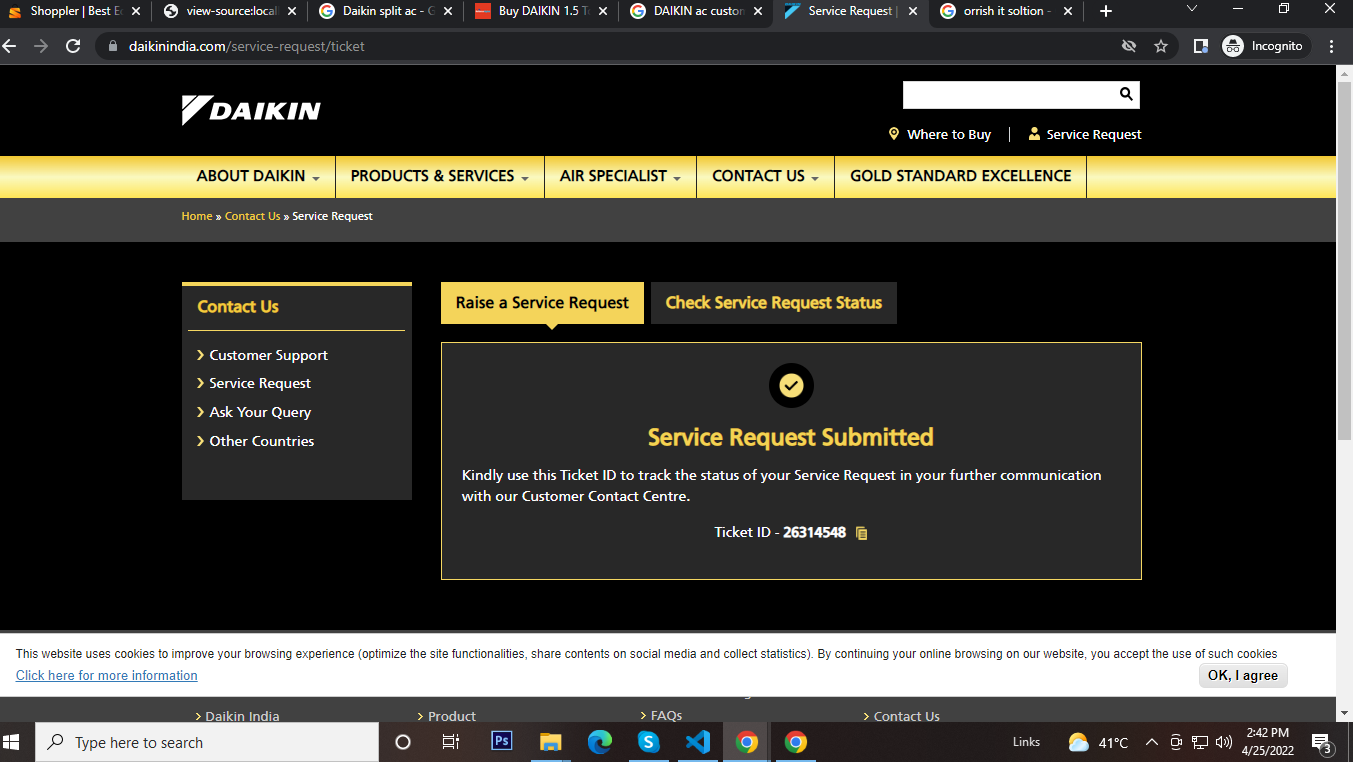 Shoppler | Best E
view-source:local
Daikin split ac - G
Buy DAIKIN 1.5 To
DAIKIN ac custom
Service Request |
orrish it soltion -
daikinindia.com/service-request/ticket
Incognito
DAIKIN
Where to Buy
Service Request
ABOUT DAIKIN
PRODUCTS & SERVICES
AIR SPECIALIST
CONTACT US
GOLD STANDARD EXCELLENCE
Home » Contact Us » Service Request
Contact Us
Customer Support
Service Request
Ask Your Query
Other Countries
Raise a Service Request
Check Service Request Status
Service Request Submitted
Kindly use this Ticket ID to track the status of your Service Request in your further communication
with our Customer Contact Centre.
Ticket ID - 26314548
This website uses cookies to improve your browsing experience (optimize the site functionalities, share contents on social media and collect statistics). By continuing your online browsing on our website, you accept the use of such cookies
Click here for more information
OK, I agree
Daikin India
Product
FAQs
Contact Us
Type here to search
Ps
Links
41°C
2:42 PM
4/25/2022
3